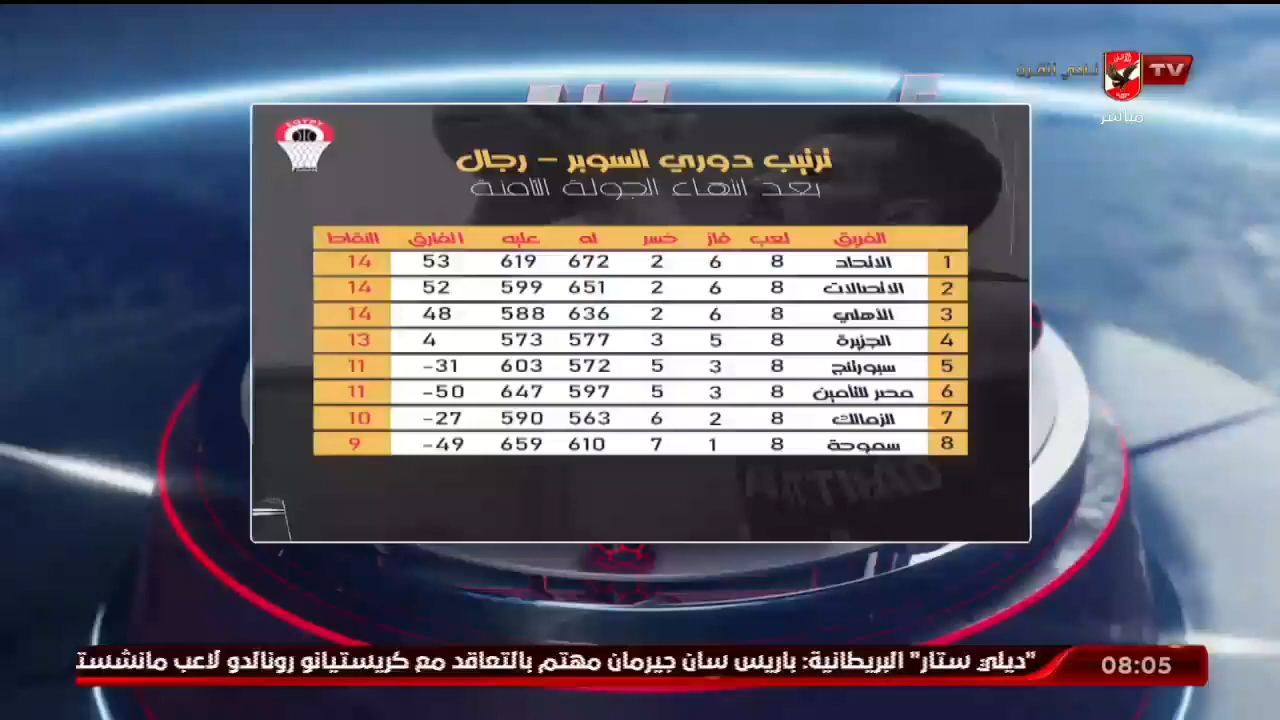 نادي القرن TV
مباشر
EGYPT
ترتيب دوري السوبر – رجال
بعد انتهاء الجولة الثامنة
الفريق لعب فاز خسر له عليه الفارق النقاط
1 الاتحاد 8 6 2 672 619 53 14
2 الاتصالات 8 6 2 651 599 52 14
3 الأهلي 8 6 2 636 588 48 14
4 الجزيرة 8 5 3 577 573 4 13
5 سبورتنج 8 3 5 572 603 -31 11
6 مصر للتأمين 8 3 5 597 647 -50 11
7 الزمالك 8 2 6 563 590 -27 10
8 سموحة 8 1 7 610 659 -49 9
08:05 "ديلي ستار" البريطانية: باريس سان جيرمان مهتم بالتعاقد مع كريستيانو رونالدو لاعب مانشست